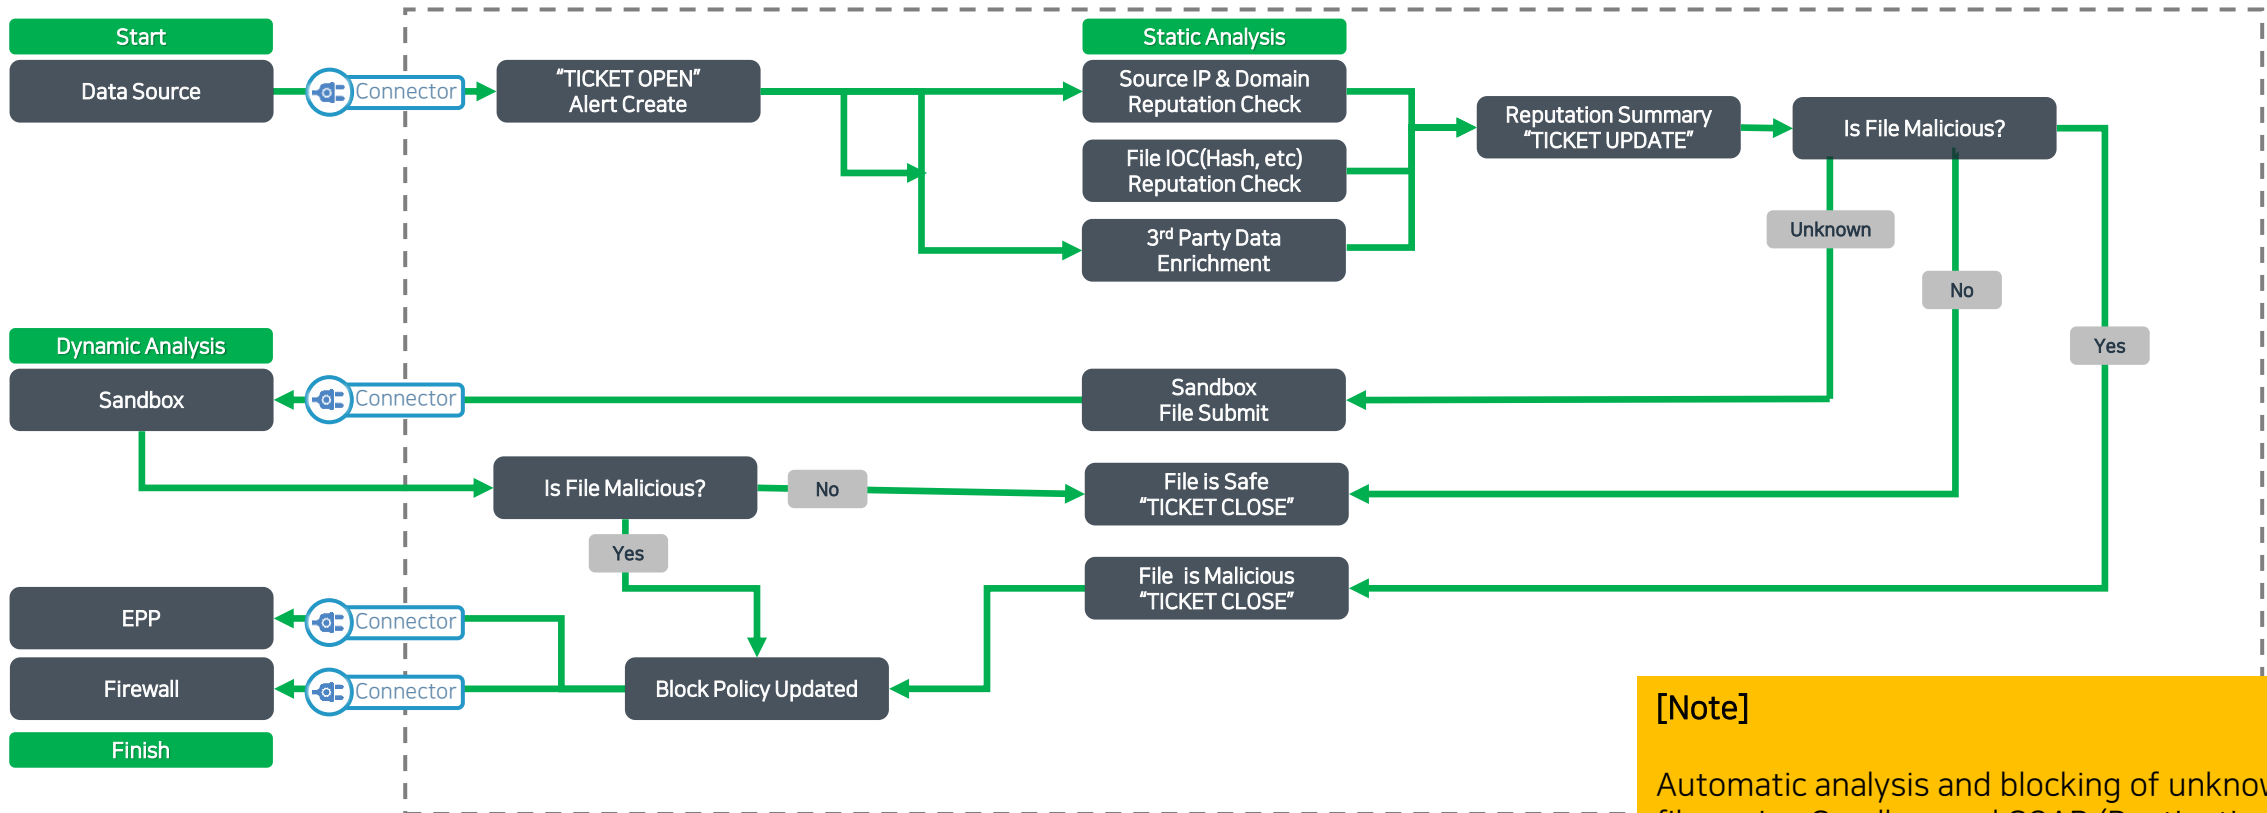 Start
Data Source
Connector
“TICKET OPEN”
Alert Create
Static Analysis
Source IP & Domain
Reputation Check
File IOC(Hash, etc)
Reputation Check
3rd Party Data
Enrichment
Reputation Summary
“TICKET UPDATE”
Is File Malicious?
Unknown
No
Yes
Dynamic Analysis
Sandbox
Connector
Sandbox
File Submit
Is File Malicious?
No
File is Safe
“TICKET CLOSE”
Yes
File is Malicious
“TICKET CLOSE”
EPP
Connector
Firewall
Connector
Block Policy Updated
Finish
[Note]
Automatic analysis and blocking of